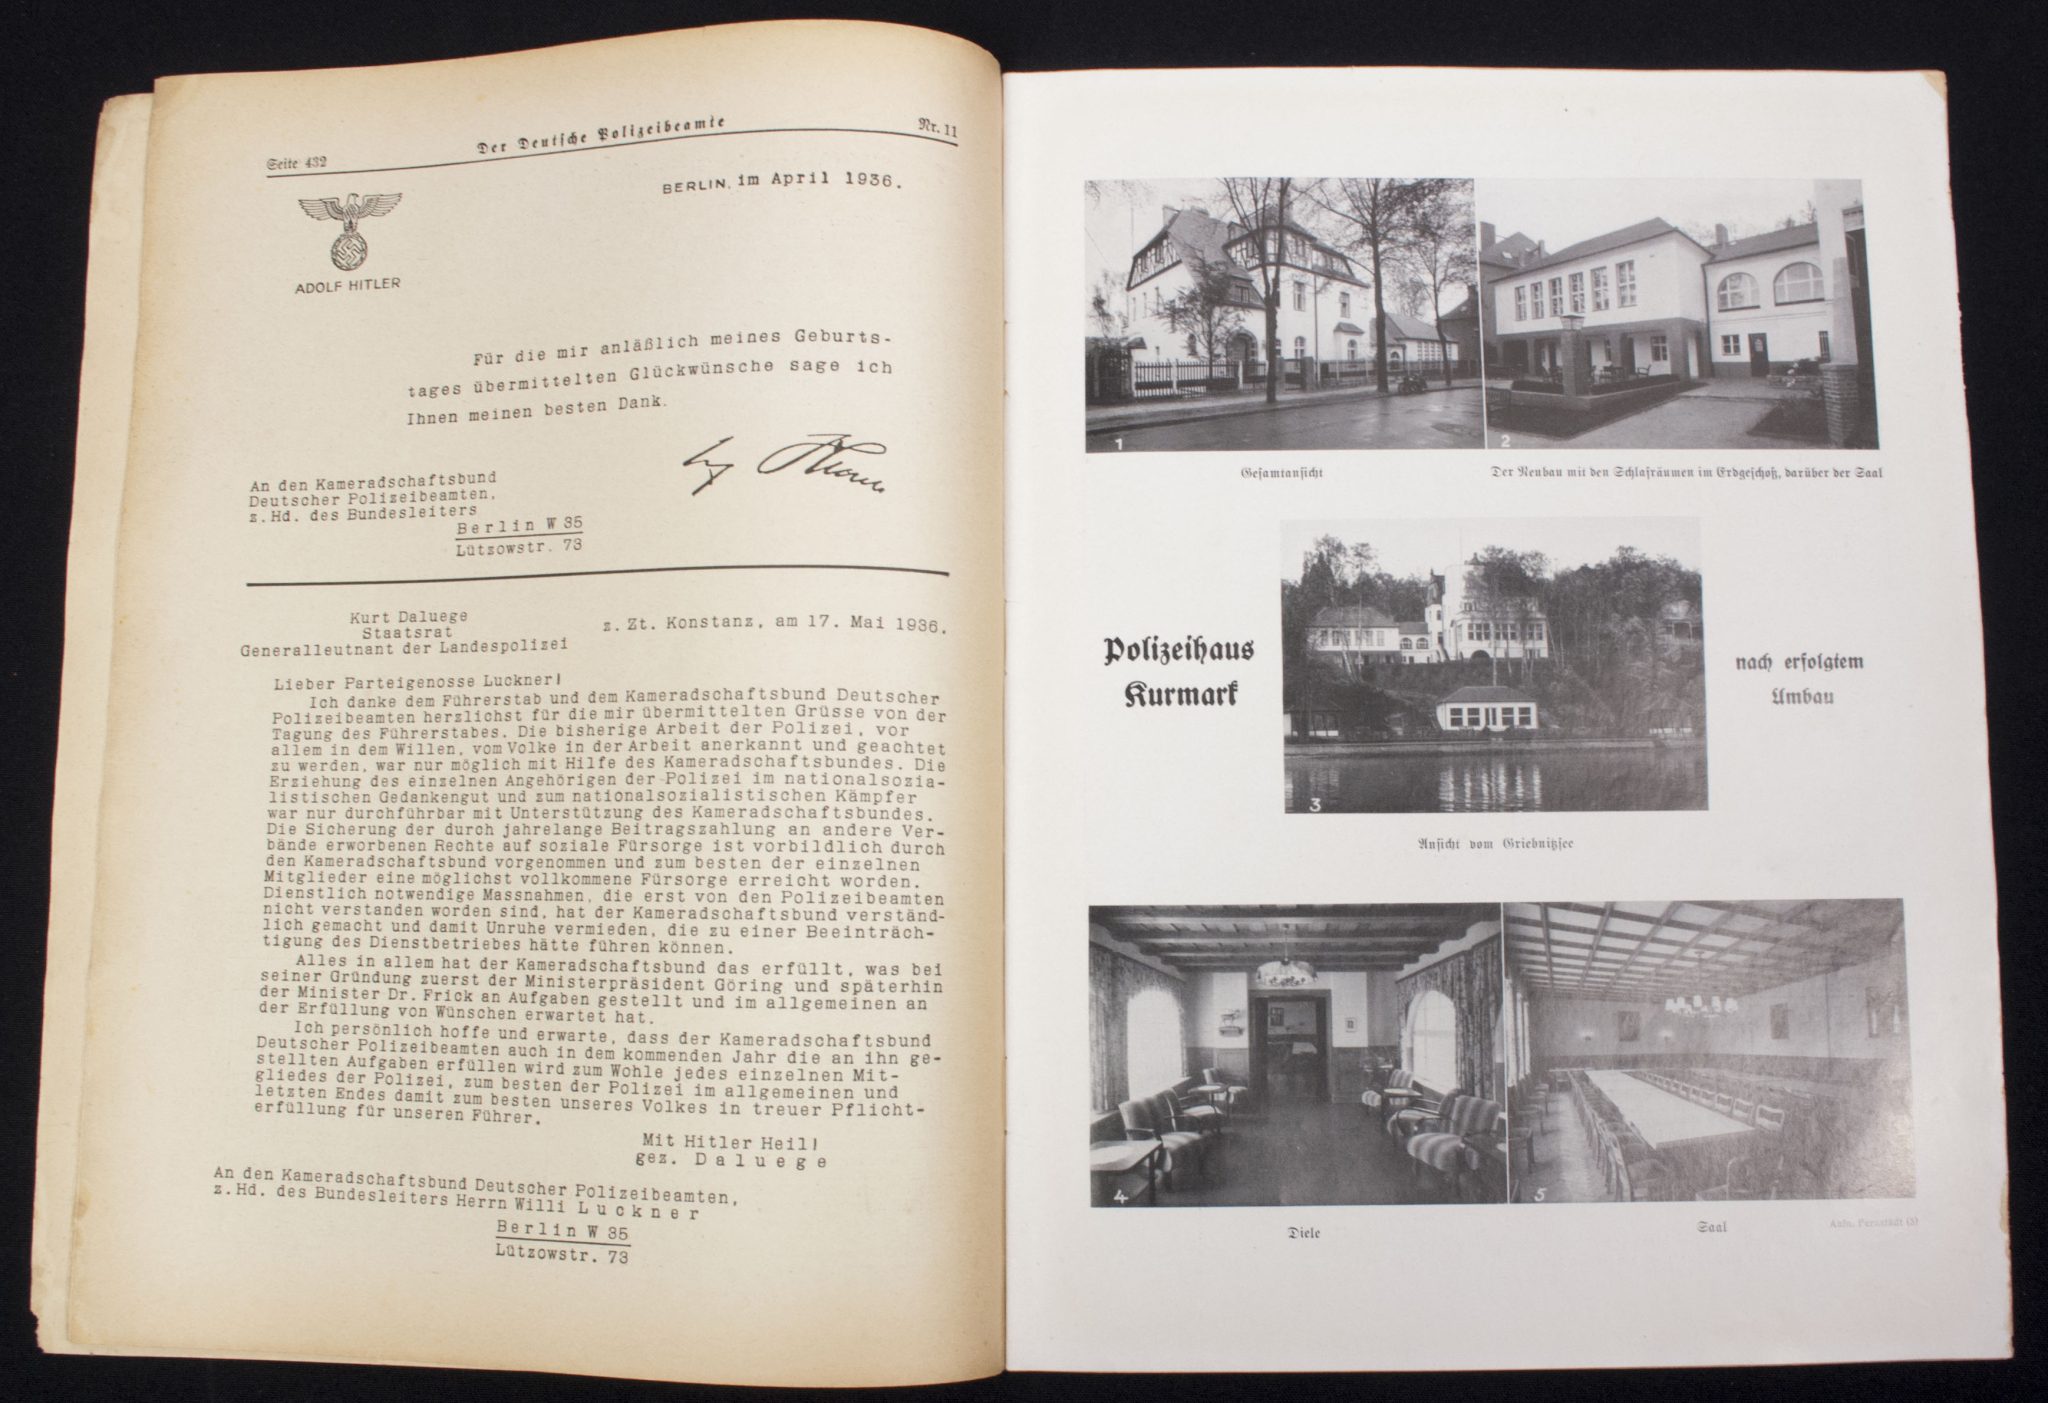 Seite 432
Der Deutsche Polizeibeamte
Nr. 11
BERLIN, im April 1936.
ADOLF HITLER
Für die mir anläßlich meines Geburts-
tages übermittelten Glückwünsche sage ich
Ihnen meinen besten Dank.
An den Kameradschaftsbund
Deutscher Polizeibeamten,
z.Hd. des Bundesleiters
Berlin W 35
Lützowstr. 73
Kurt Daluege
Staatsrat
Generalleutnant der Landespolizei
z. Zt. Konstanz, am 17. Mai 1936.
Lieber Parteigenosse Luckner!
Ich danke dem Führerstab und dem Kameradschaftsbund Deutscher
Polizeibeamten herzlichst für die mir übermittelten Grüsse von der
Tagung des Führerstabes. Die bisherige Arbeit der Polizei, vor
allem in dem Willen, vom Volke in der Arbeit anerkannt und geachtet
zu werden, war nur möglich mit Hilfe des Kameradschaftsbundes. Die
Erziehung des einzelnen Angehörigen der Polizei im nationalsozia-
listischen Gedankengut und zum nationalsozialistischen Kämpfer
war nur durchführbar mit Unterstützung des Kameradschaftsbundes.
Die Sicherung der durch jahrelange Beitragszahlung an andere Ver-
bände erworbenen Rechte auf soziale Fürsorge ist vorbildlich durch
den Kameradschaftsbund vorgenommen und zum besten der einzelnen
Mitglieder eine möglichst vollkommene Fürsorge erreicht worden.
Dienstlich notwendige Massnahmen, die erst von den Polizeibeamten
nicht verstanden worden sind, hat der Kameradschaftsbund verständ-
lich gemacht und damit Unruhe vermieden, die zu einer Beeinträch-
tigung des Dienstbetriebes hätte führen können.
Alles in allem hat der Kameradschaftsbund das erfüllt, was bei
seiner Gründung zuerst der Ministerpräsident Göring und späterhin
der Minister Dr. Frick an Aufgaben gestellt und im allgemeinen an
der Erfüllung von Wünschen erwartet hat.
Ich persönlich hoffe und erwarte, dass der Kameradschaftsbund
Deutscher Polizeibeamten auch in dem kommenden Jahr die an ihn ge-
stellten Aufgaben erfüllen wird zum Wohle jedes einzelnen Mit-
gliedes der Polizei, zum besten der Polizei im allgemeinen und
letzten Endes damit zum besten unseres Volkes in treuer Pflicht-
erfüllung für unseren Führer.
Mit Hitler Heil!
gez. Daluege
An den Kameradschaftsbund Deutscher Polizeibeamten,
z.Hd. des Bundesleiters Herrn Willi Luckner
Berlin W 35
Lützowstr. 73
1
2
Gesamtansicht
Der Neubau mit den Schlafräumen im Erdgeschoß, darüber der Saal
Polizeihaus
Kurmark
nach erfolgtem
Umbau
3
Ansicht vom Griebnitzsee
4
5
Diele
Saal